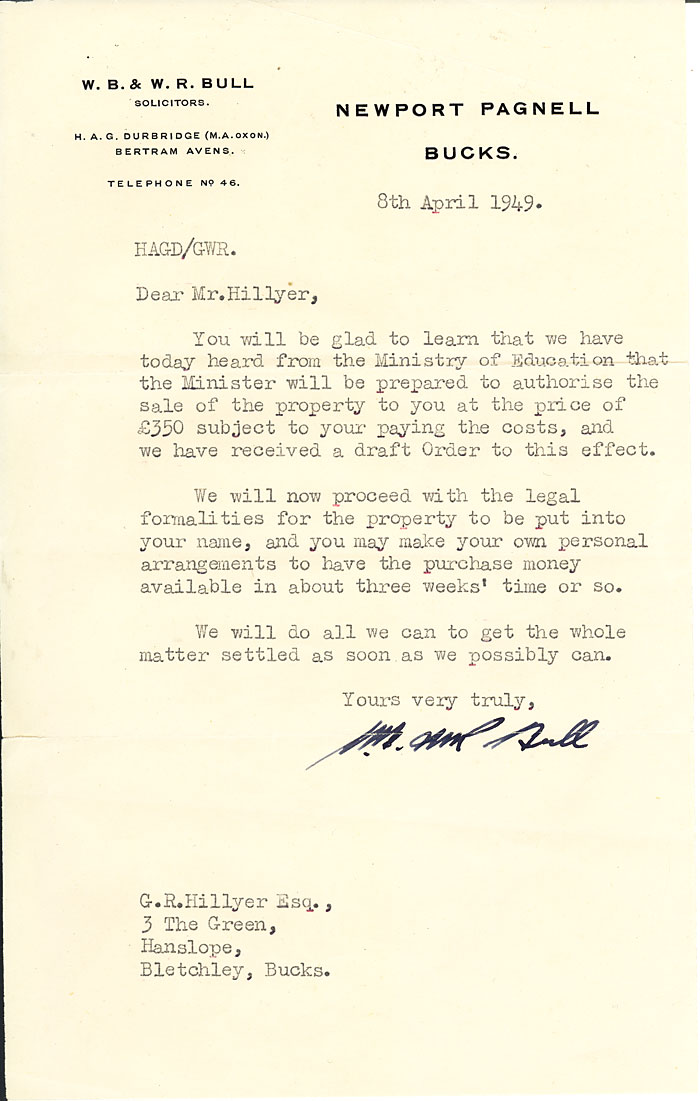 W. B. & W. R. BULL
SOLICITORS.
H. A. G. DURBRIDGE (M.A. OXON.)
BERTRAM AVENS.
TELEPHONE Nº 46.
NEWPORT PAGNELL
BUCKS.
8th April 1949.
HAGD/GWR.
Dear Mr.Hillyer,
You will be glad to learn that we have
today heard from the Ministry of Education that
the Minister will be prepared to authorise the
sale of the property to you at the price of
£350 subject to your paying the costs, and
we have received a draft Order to this effect.
We will now proceed with the legal
formalities for the property to be put into
your name, and you may make your own personal
arrangements to have the purchase money
available in about three weeks' time or so.
We will do all we can to get the whole
matter settled as soon as we possibly can.
Yours very truly,
Bull
G.R.Hillyer Esq.,
3 The Green,
Hanslope,
Bletchley, Bucks.